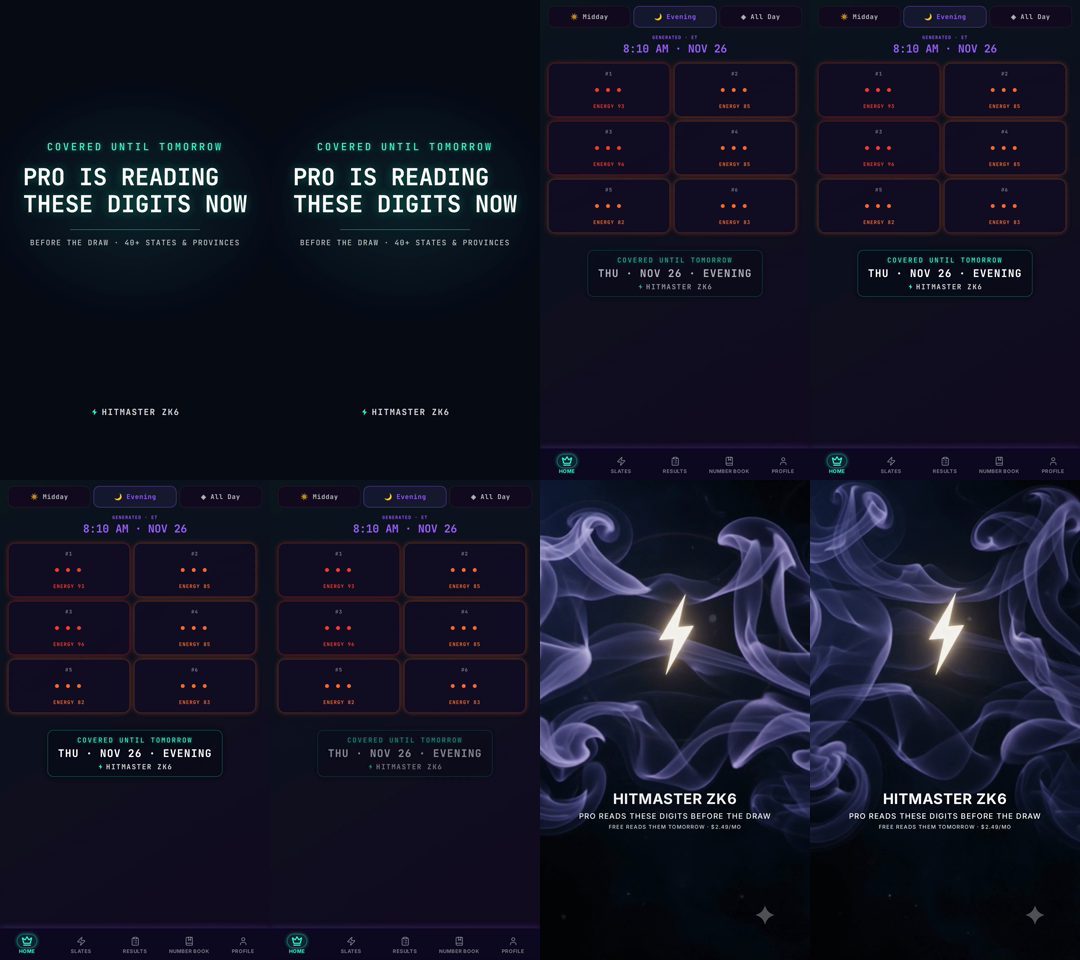 COVERED UNTIL TOMORROW
PRO IS READING
THESE DIGITS NOW
BEFORE THE DRAW · 40+ STATES & PROVINCES
HITMASTER ZK6
COVERED UNTIL TOMORROW
PRO IS READING
THESE DIGITS NOW
BEFORE THE DRAW · 40+ STATES & PROVINCES
HITMASTER ZK6
Midday Evening All Day
GENERATED · ET
8:10 AM · NOV 26
#1 #2
ENERGY 93 ENERGY 85
#3 #4
ENERGY 96 ENERGY 85
#5 #6
ENERGY 82 ENERGY 83
COVERED UNTIL TOMORROW
THU · NOV 26 · EVENING
HITMASTER ZK6
HOME SLATES RESULTS NUMBER BOOK PROFILE
Midday Evening All Day
GENERATED · ET
8:10 AM · NOV 26
#1 #2
ENERGY 93 ENERGY 85
#3 #4
ENERGY 96 ENERGY 85
#5 #6
ENERGY 82 ENERGY 83
COVERED UNTIL TOMORROW
THU · NOV 26 · EVENING
HITMASTER ZK6
HOME SLATES RESULTS NUMBER BOOK PROFILE
Midday Evening All Day
GENERATED · ET
8:10 AM · NOV 26
#1 #2
ENERGY 93 ENERGY 85
#3 #4
ENERGY 96 ENERGY 85
#5 #6
ENERGY 82 ENERGY 83
COVERED UNTIL TOMORROW
THU · NOV 26 · EVENING
HITMASTER ZK6
HOME SLATES RESULTS NUMBER BOOK PROFILE
Midday Evening All Day
GENERATED · ET
8:10 AM · NOV 26
#1 #2
ENERGY 93 ENERGY 85
#3 #4
ENERGY 96 ENERGY 85
#5 #6
ENERGY 82 ENERGY 83
COVERED UNTIL TOMORROW
THU · NOV 26 · EVENING
HITMASTER ZK6
HOME SLATES RESULTS NUMBER BOOK PROFILE
HITMASTER ZK6
PRO READS THESE DIGITS BEFORE THE DRAW
FREE READS THEM TOMORROW · $2.49/MO
HITMASTER ZK6
PRO READS THESE DIGITS BEFORE THE DRAW
FREE READS THEM TOMORROW · $2.49/MO